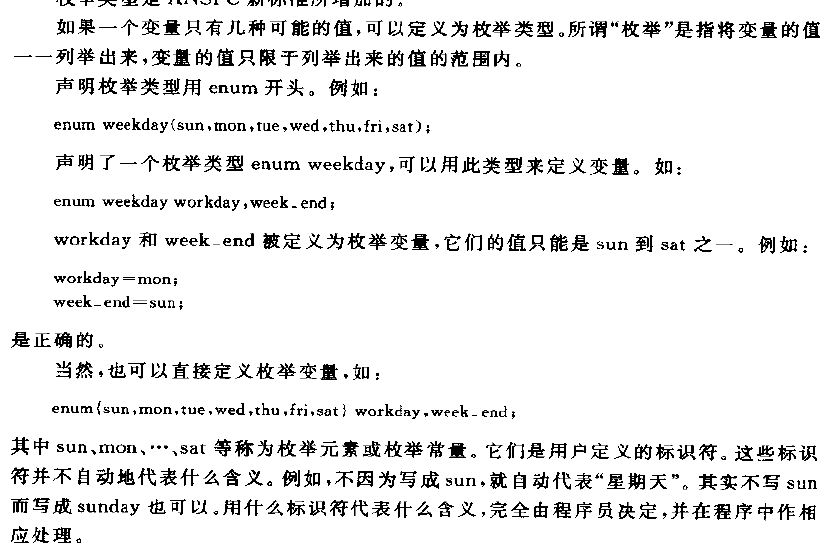 枚举类型是 ANSI C 新标准所增加的。
如果一个变量只有几种可能的值,可以定义为枚举类型。所谓“枚举”是指将变量的值
一一列举出来,变量的值只限于列举出来的值的范围内。
声明枚举类型用 enum 开头。例如:
enum weekday{sun,mon,tue,wed,thu,fri,sat};
声明了一个枚举类型 enum weekday,可以用此类型来定义变量。如:
enum weekday workday,week_end;
workday 和 week_end 被定义为枚举变量,它们的值只能是 sun 到 sat 之一。例如:
workday=mon;
week_end=sun;
是正确的。
当然,也可以直接定义枚举变量,如:
enum{sun,mon,tue,wed,thu,fri,sat} workday,week_end;
其中 sun、mon、…、sat 等称为枚举元素或枚举常量。它们是用户定义的标识符。这些标识
符并不自动地代表什么含义。例如,不因为写成 sun,就自动代表“星期天”。其实不写 sun
而写成 sunday 也可以。用什么标识符代表什么含义,完全由程序员决定,并在程序中作相
应处理。